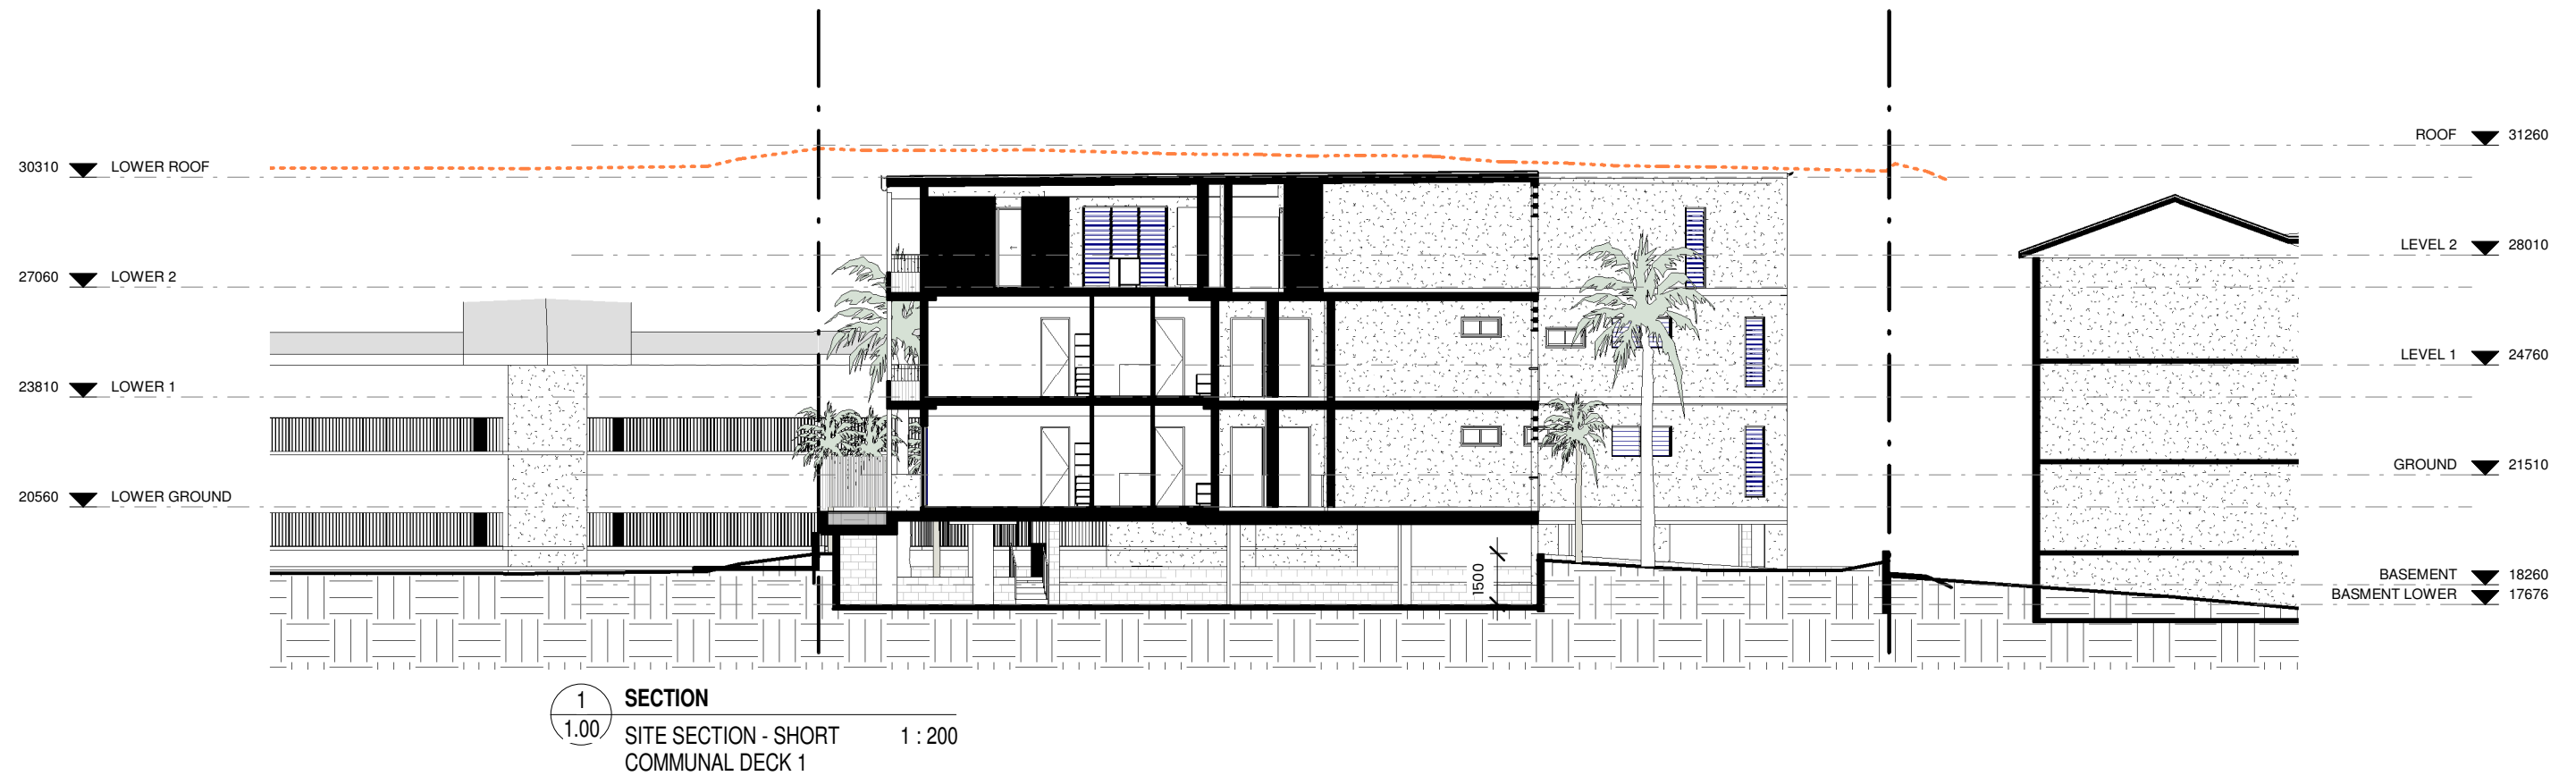 ROOF 31260
30310 LOWER ROOF
LEVEL 2 28010
27060 LOWER 2
LEVEL 1 24760
23810 LOWER 1
GROUND 21510
20560 LOWER GROUND
BASEMENT 18260
BASMENT LOWER 17676
1500
1
1.00
SECTION
SITE SECTION - SHORT 1 : 200
COMMUNAL DECK 1